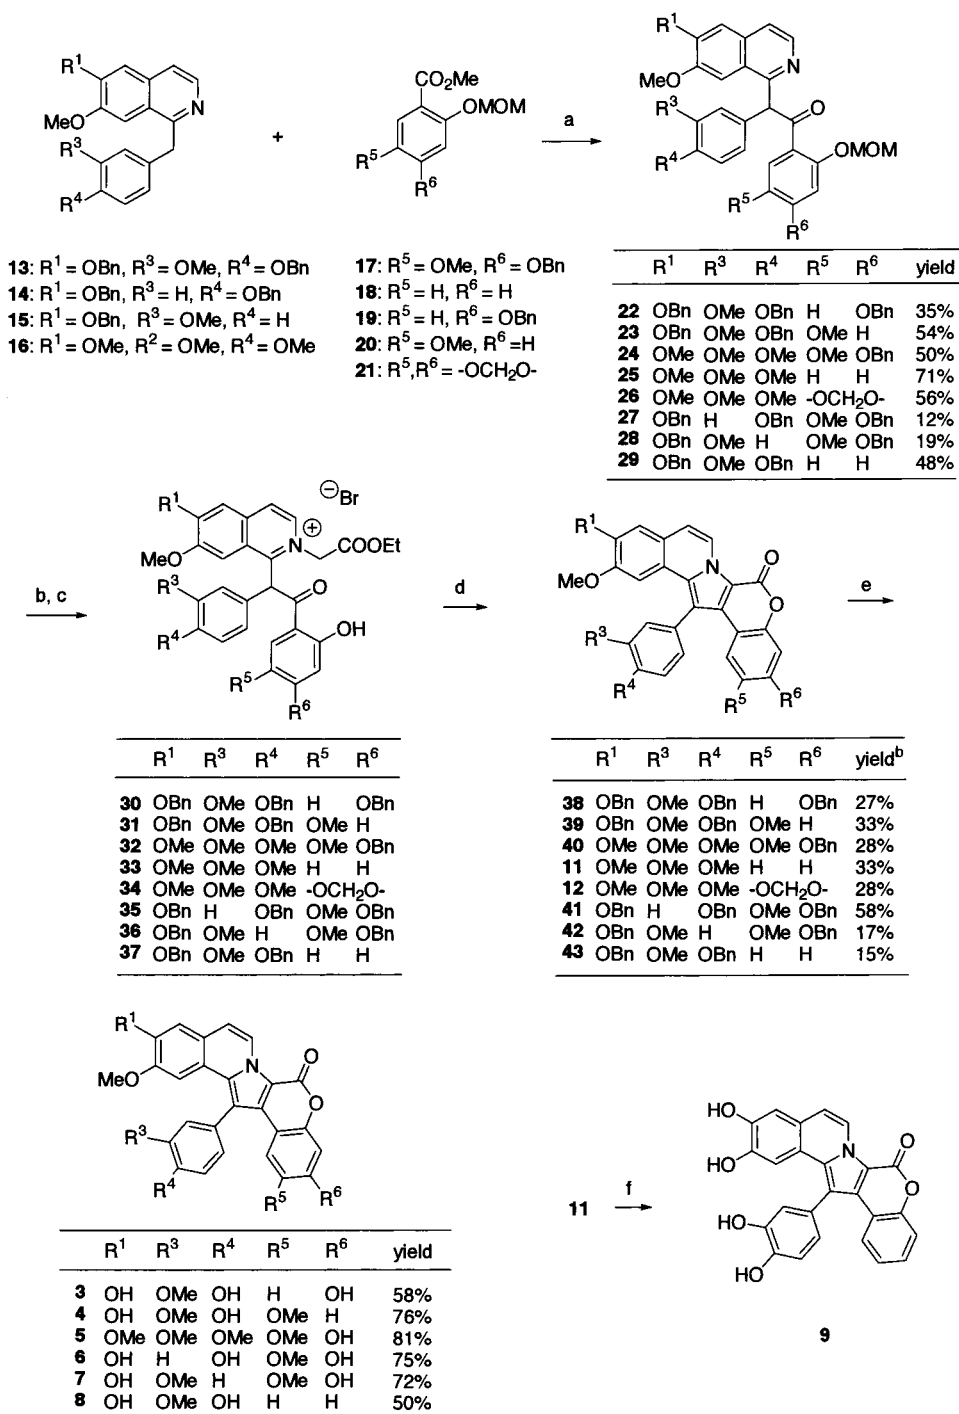 R1
MeO
N
R3
R4
+
CO2Me
OMOM
R5
R6
a
R1
MeO
N
R3
R4
O
OMOM
R5
R6
13: R1 = OBn, R3 = OMe, R4 = OBn
14: R1 = OBn, R3 = H, R4 = OBn
15: R1 = OBn, R3 = OMe, R4 = H
16: R1 = OMe, R2 = OMe, R4 = OMe
17: R5 = OMe, R6 = OBn
18: R5 = H, R6 = H
19: R5 = H, R6 = OBn
20: R5 = OMe, R6 =H
21: R5,R6 = -OCH2O-
R1 R3 R4 R5 R6 yield
22 OBn OMe OBn H OBn 35%
23 OBn OMe OBn OMe H 54%
24 OMe OMe OMe OMe OBn 50%
25 OMe OMe OMe H H 71%
26 OMe OMe OMe -OCH2O- 56%
27 OBn H OBn OMe OBn 12%
28 OBn OMe H OMe OBn 19%
29 OBn OMe OBn H H 48%
b, c
R1
⊖Br
MeO
N
⊕
COOEt
R3
R4
O
OH
R5
R6
d
R1
MeO
N
O
O
R3
R4
R5
R6
e
R1 R3 R4 R5 R6
30 OBn OMe OBn H OBn
31 OBn OMe OBn OMe H
32 OMe OMe OMe OMe OBn
33 OMe OMe OMe H H
34 OMe OMe OMe -OCH2O-
35 OBn H OBn OMe OBn
36 OBn OMe H OMe OBn
37 OBn OMe OBn H H
R1 R3 R4 R5 R6 yieldb
38 OBn OMe OBn H OBn 27%
39 OBn OMe OBn OMe H 33%
40 OMe OMe OMe OMe OBn 28%
11 OMe OMe OMe H H 33%
12 OMe OMe OMe -OCH2O- 28%
41 OBn H OBn OMe OBn 58%
42 OBn OMe H OMe OBn 17%
43 OBn OMe OBn H H 15%
R1
MeO
N
O
O
R3
R4
R5
R6
R1 R3 R4 R5 R6 yield
3 OH OMe OH H OH 58%
4 OH OMe OH OMe H 76%
5 OMe OMe OMe OMe OH 81%
6 OH H OH OMe OH 75%
7 OH OMe H OMe OH 72%
8 OH OMe OH H H 50%
11
f
HO
HO
N
O
O
HO
HO
9